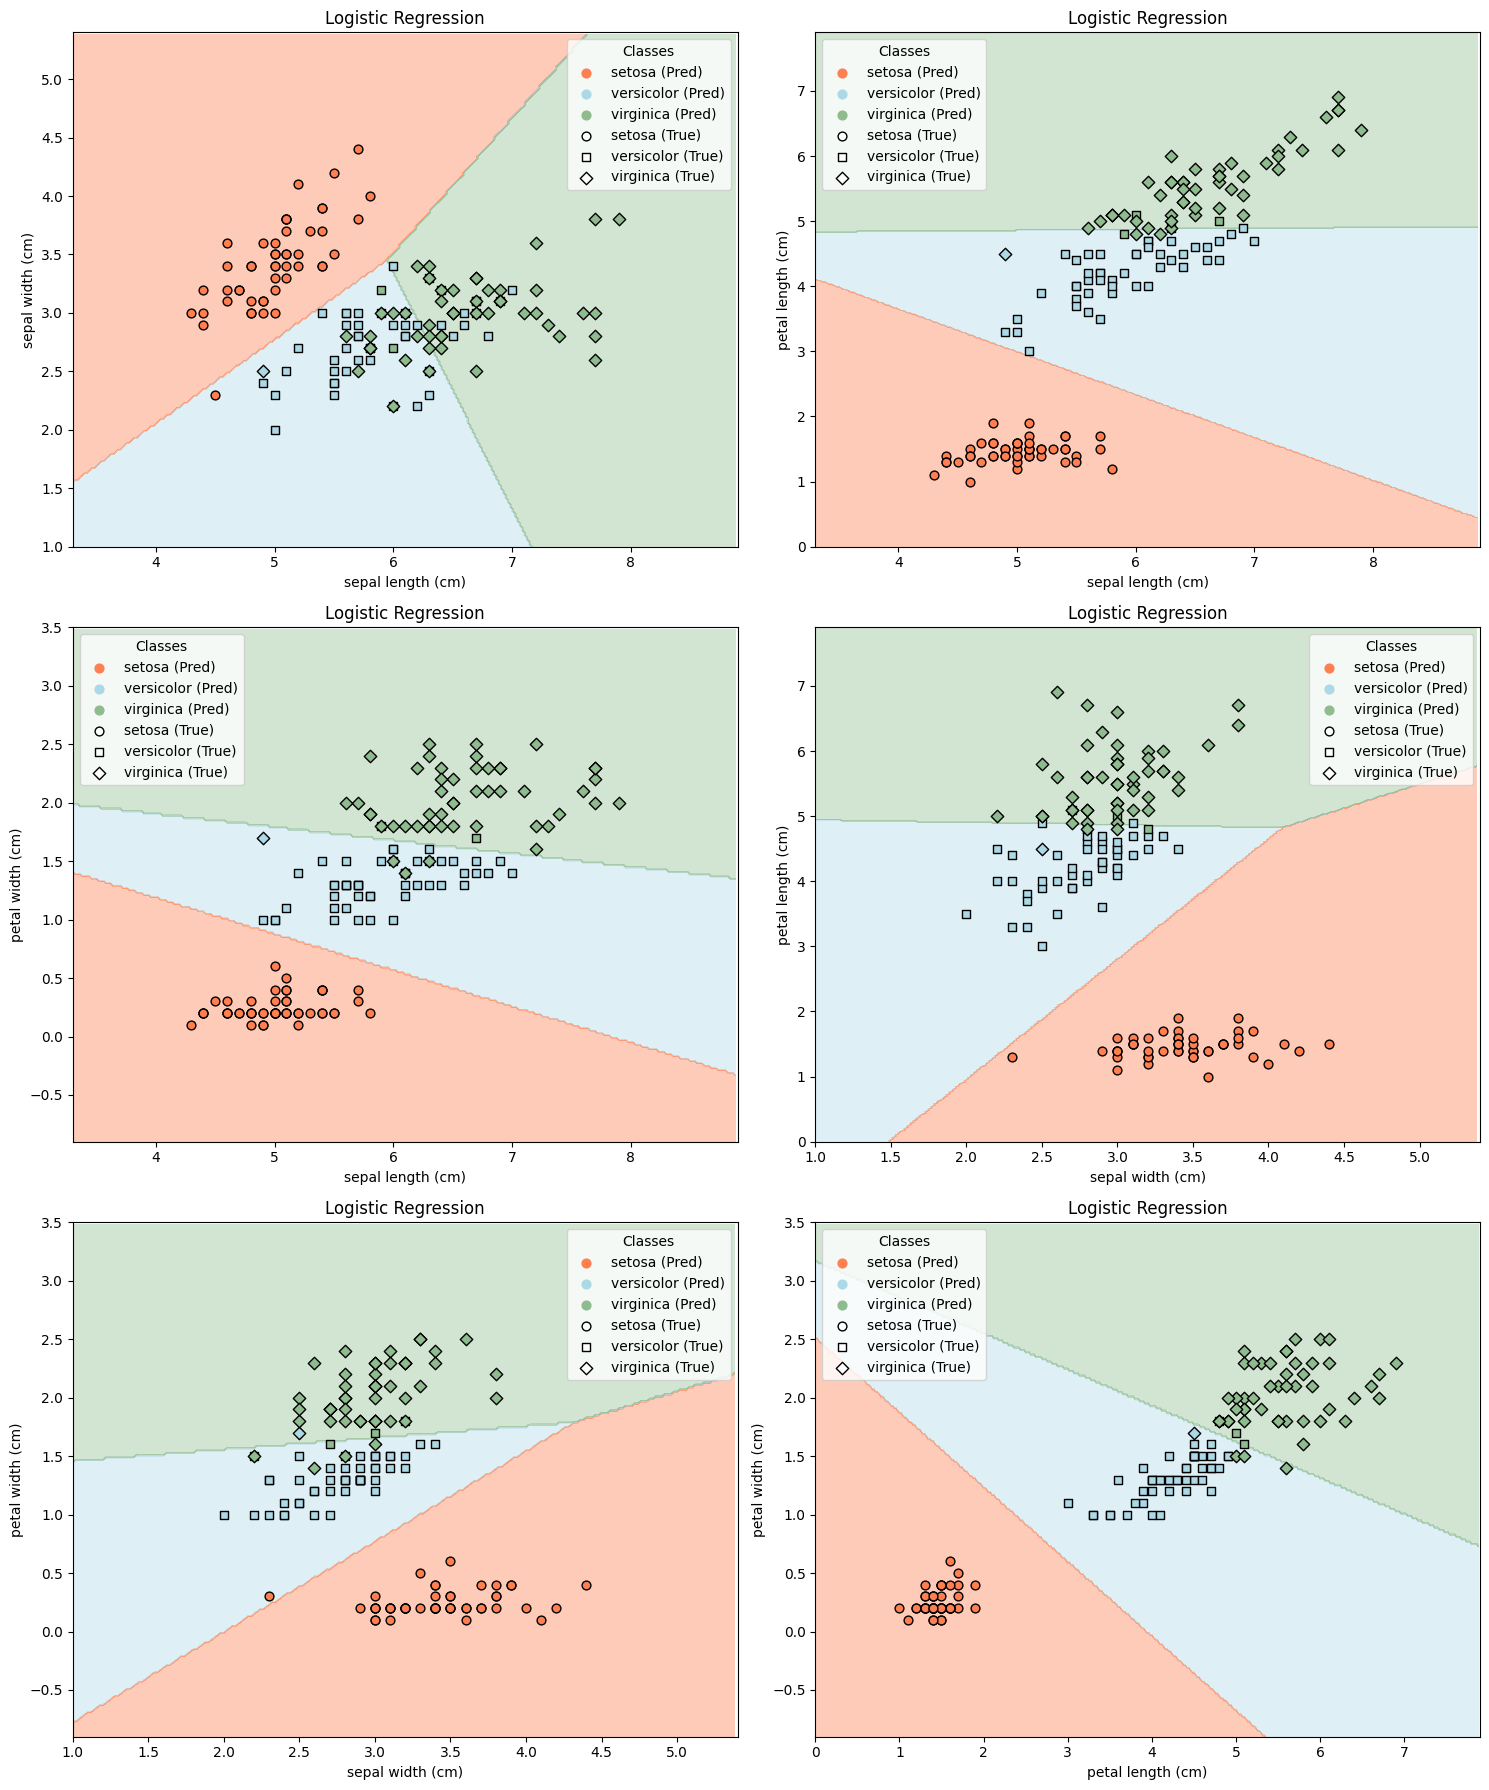 Logistic Regression
5.0
4.5
4.0
3.5
3.0
2.5
2.0
1.5
1.0
sepal width (cm)
Classes
setosa (Pred)
versicolor (Pred)
virginica (Pred)
setosa (True)
versicolor (True)
virginica (True)
4 5 6 7 8
sepal length (cm)
Logistic Regression
7
6
5
4
3
2
1
0
petal length (cm)
Classes
setosa (Pred)
versicolor (Pred)
virginica (Pred)
setosa (True)
versicolor (True)
virginica (True)
4 5 6 7 8
sepal length (cm)
Logistic Regression
3.5
3.0
2.5
2.0
1.5
1.0
0.5
0.0
−0.5
petal width (cm)
Classes
setosa (Pred)
versicolor (Pred)
virginica (Pred)
setosa (True)
versicolor (True)
virginica (True)
4 5 6 7 8
sepal length (cm)
Logistic Regression
7
6
5
4
3
2
1
0
petal length (cm)
Classes
setosa (Pred)
versicolor (Pred)
virginica (Pred)
setosa (True)
versicolor (True)
virginica (True)
1.0 1.5 2.0 2.5 3.0 3.5 4.0 4.5 5.0
sepal width (cm)
Logistic Regression
3.5
3.0
2.5
2.0
1.5
1.0
0.5
0.0
−0.5
petal width (cm)
Classes
setosa (Pred)
versicolor (Pred)
virginica (Pred)
setosa (True)
versicolor (True)
virginica (True)
1.0 1.5 2.0 2.5 3.0 3.5 4.0 4.5 5.0
sepal width (cm)
Logistic Regression
3.5
3.0
2.5
2.0
1.5
1.0
0.5
0.0
−0.5
petal width (cm)
Classes
setosa (Pred)
versicolor (Pred)
virginica (Pred)
setosa (True)
versicolor (True)
virginica (True)
0 1 2 3 4 5 6 7
petal length (cm)